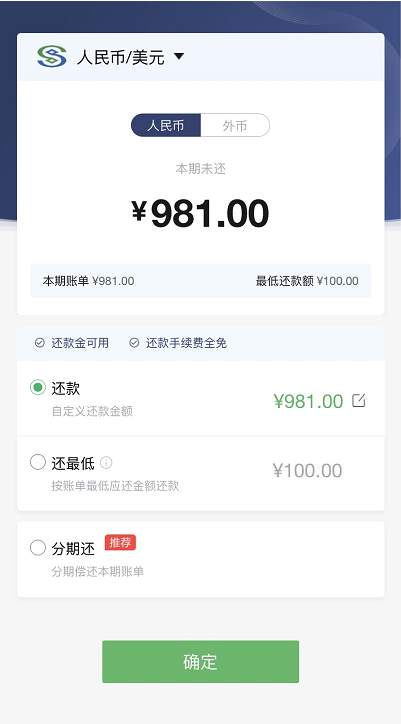 人民币/美元
人民币 外币
本期未还
¥981.00
本期账单 ¥981.00 最低还款额 ¥100.00
还款金可用 还款手续费全免
还款 ¥981.00
自定义还款金额
还最低 ¥100.00
按账单最低应还金额还款
分期还 推荐
分期偿还本期账单
确定